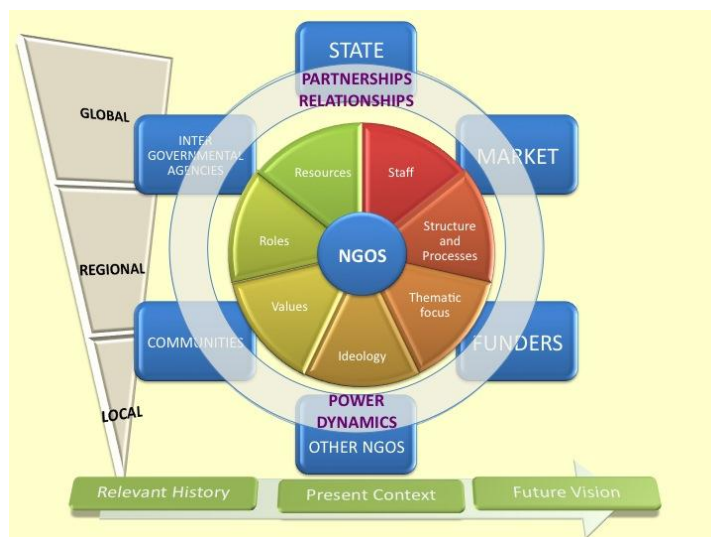 STATE
PARTNERSHIPS
RELATIONSHIPS
GLOBAL
INTER
GOVERNMENTAL
AGENCIES
MARKET
Resources
Staff
Roles
NGOS
Structure
and
Processes
REGIONAL
Values
Thematic
focus
COMMUNITIES
FUNDERS
Ideology
LOCAL
POWER
DYNAMICS
OTHER NGOS
Relevant History
Present Context
Future Vision